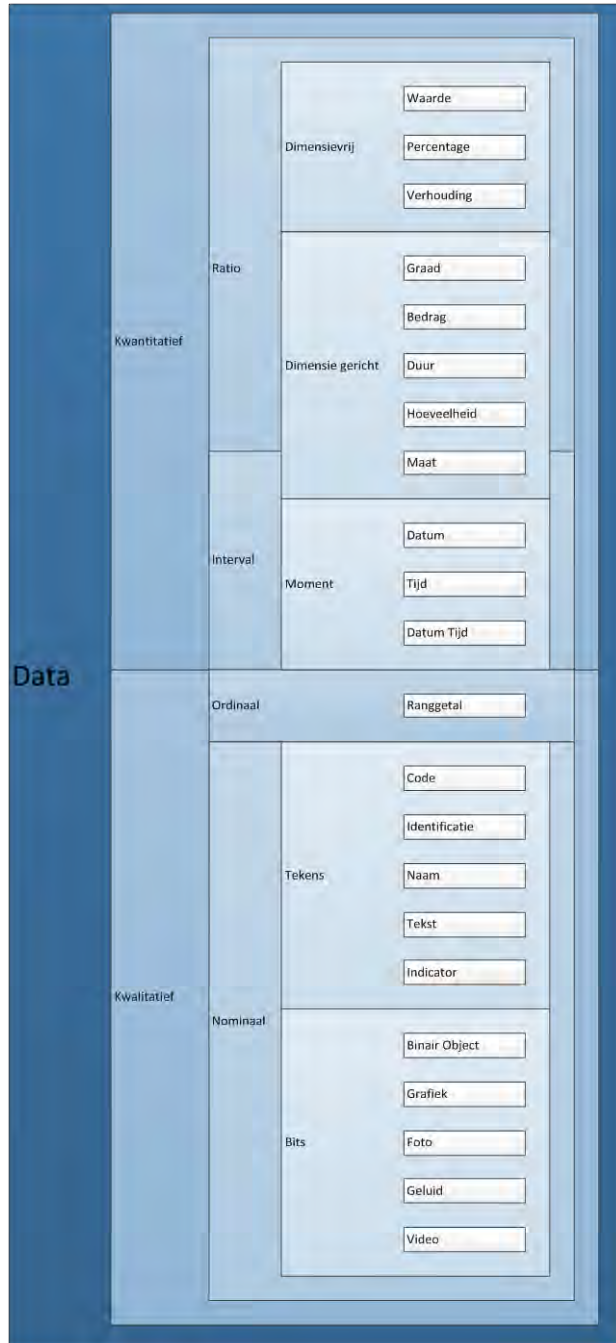 Data
Kwantitatief
Ratio
Dimensievrij
Waarde
Percentage
Verhouding
Dimensie gericht
Graad
Bedrag
Duur
Hoeveelheid
Maat
Interval
Moment
Datum
Tijd
Datum Tijd
Kwalitatief
Ordinaal
Ranggetal
Nominaal
Tekens
Code
Identificatie
Naam
Tekst
Indicator
Bits
Binair Object
Grafiek
Foto
Geluid
Video